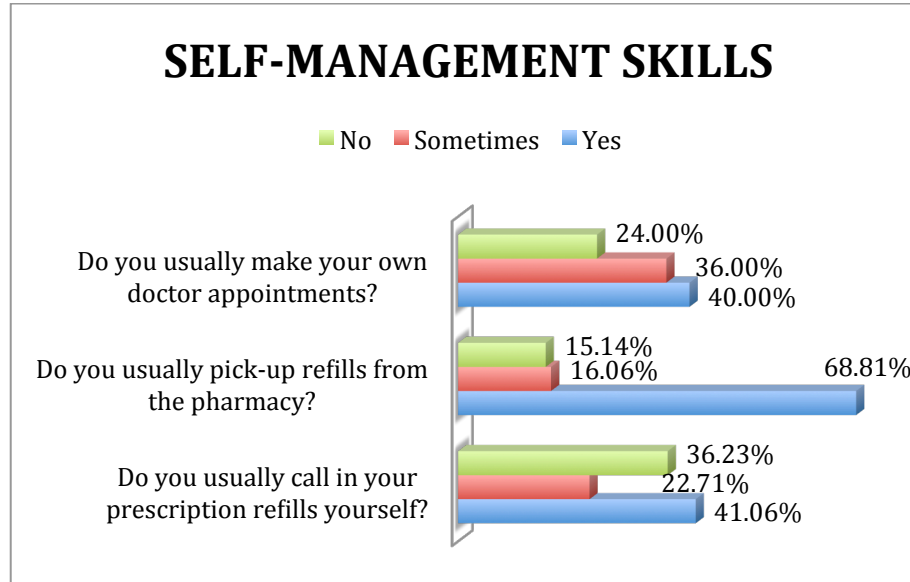 SELF-MANAGEMENT SKILLS
No Sometimes Yes
Do you usually make your own
doctor appointments?
24.00%
36.00%
40.00%
Do you usually pick-up refills from
the pharmacy?
15.14%
16.06%
68.81%
Do you usually call in your
prescription refills yourself?
36.23%
22.71%
41.06%